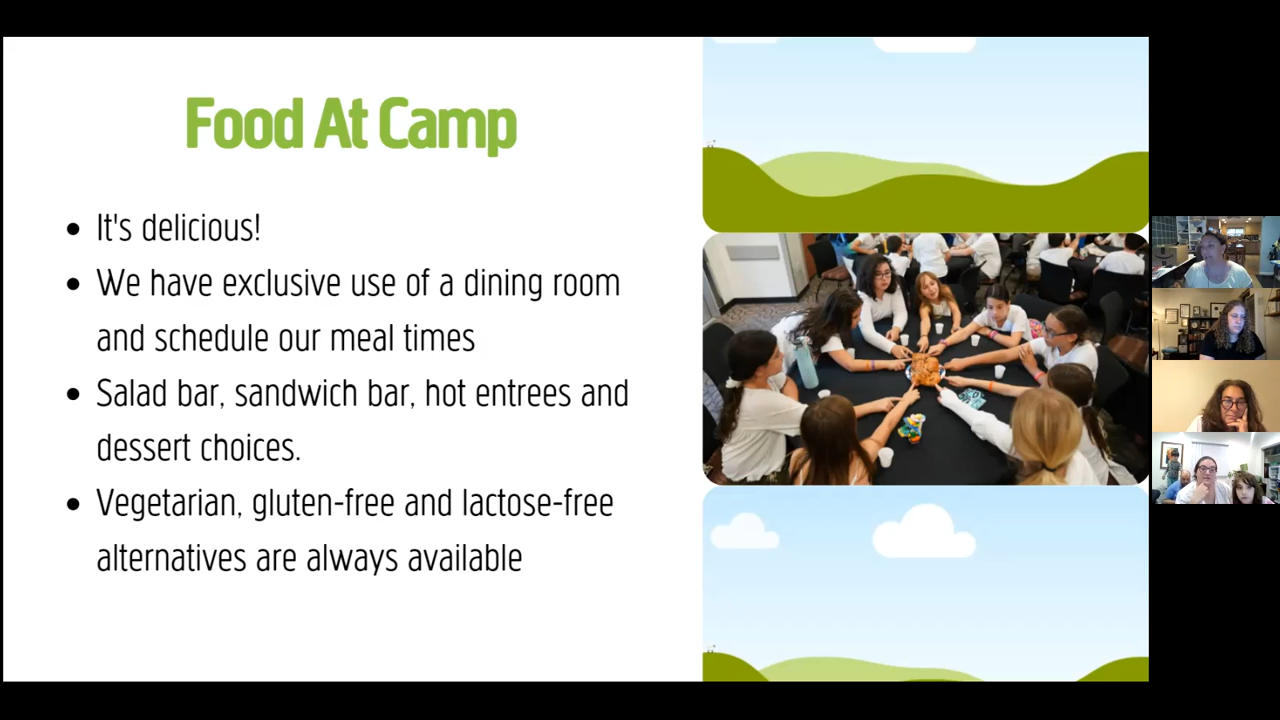 Food At Camp
It's delicious!
We have exclusive use of a dining room
and schedule our meal times
Salad bar, sandwich bar, hot entrees and
dessert choices.
Vegetarian, gluten-free and lactose-free
alternatives are always available